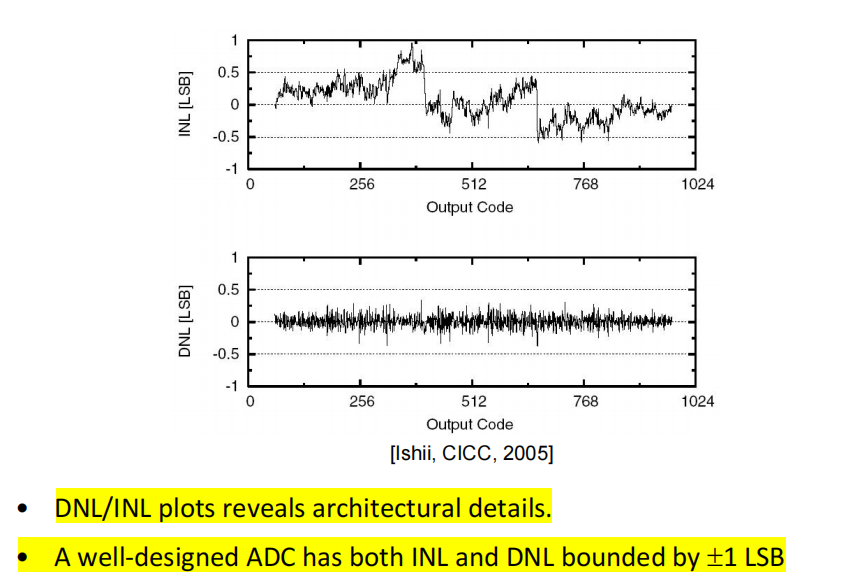 1
0.5
0
-0.5
-1
INL [LSB]
0 256 512 768 1024
Output Code
1
0.5
0
-0.5
-1
DNL [LSB]
0 256 512 768 1024
Output Code
[Ishii, CICC, 2005]
• DNL/INL plots reveals architectural details.
• A well-designed ADC has both INL and DNL bounded by ±1 LSB